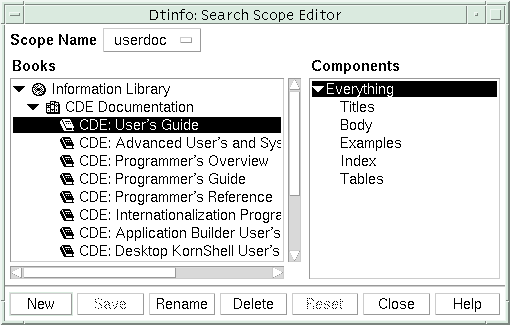 Dtinfo: Search Scope Editor
Scope Name userdoc
Books
Information Library
CDE Documentation
CDE: User's Guide
CDE: Advanced User's and Sys
CDE: Programmer's Overview
CDE: Programmer's Guide
CDE: Programmer's Reference
CDE: Internationalization Progra
CDE: Application Builder User's
CDE: Desktop KornShell User's
Components
Everything
Titles
Body
Examples
Index
Tables
New Save Rename Delete Reset Close Help